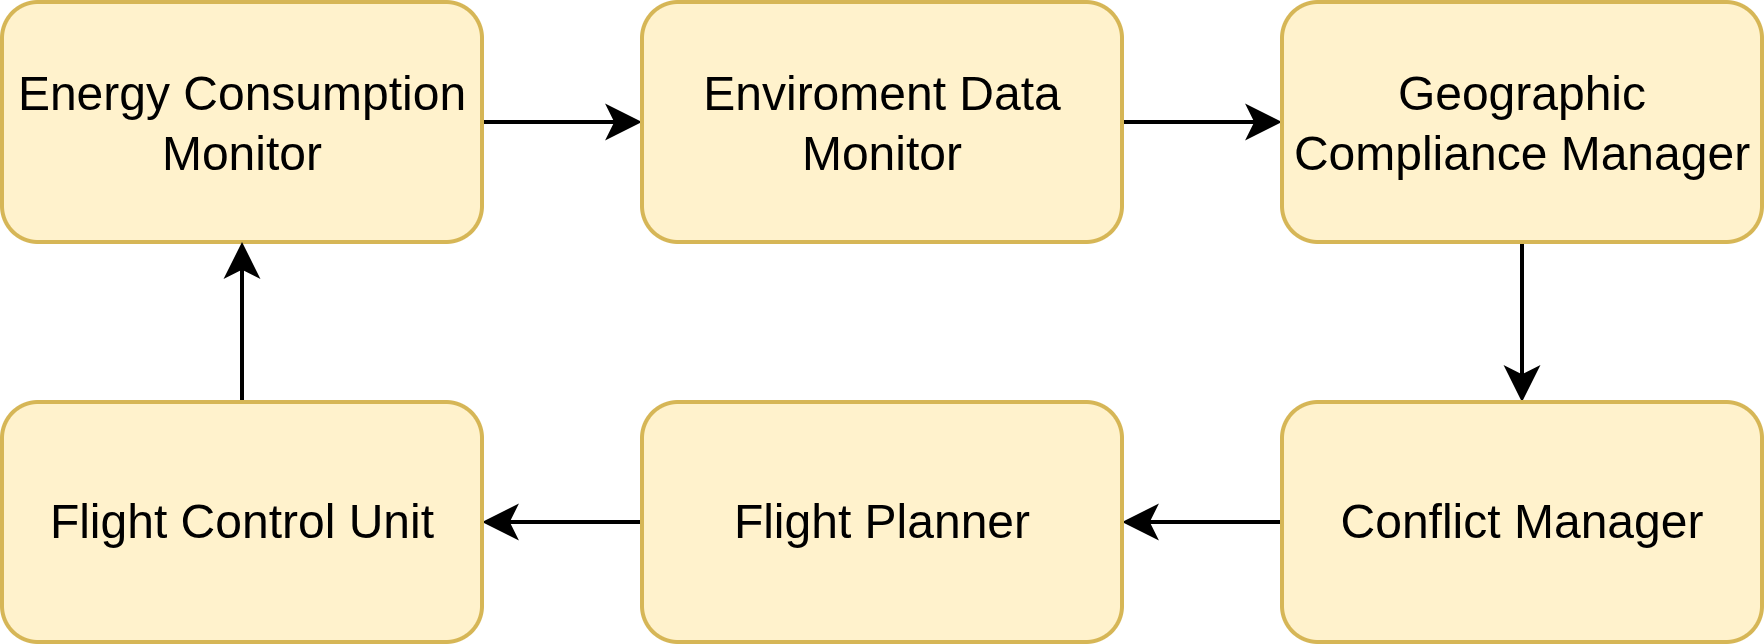 Energy Consumption
Monitor
Enviroment Data
Monitor
Geographic
Compliance Manager
Flight Control Unit
Flight Planner
Conflict Manager